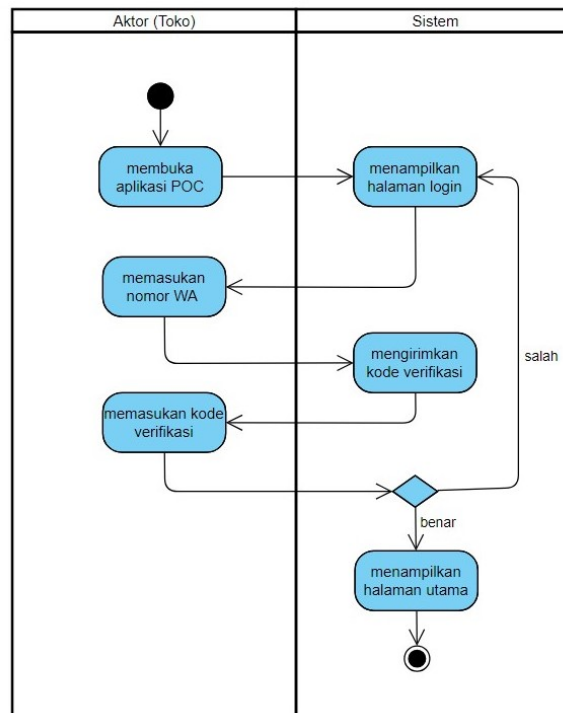 Aktor (Toko)
Sistem
membuka
aplikasi POC
menampilkan
halaman login
memasukan
nomor WA
mengirimkan
kode verifikasi
salah
memasukan kode
verifikasi
benar
menampilkan
halaman utama